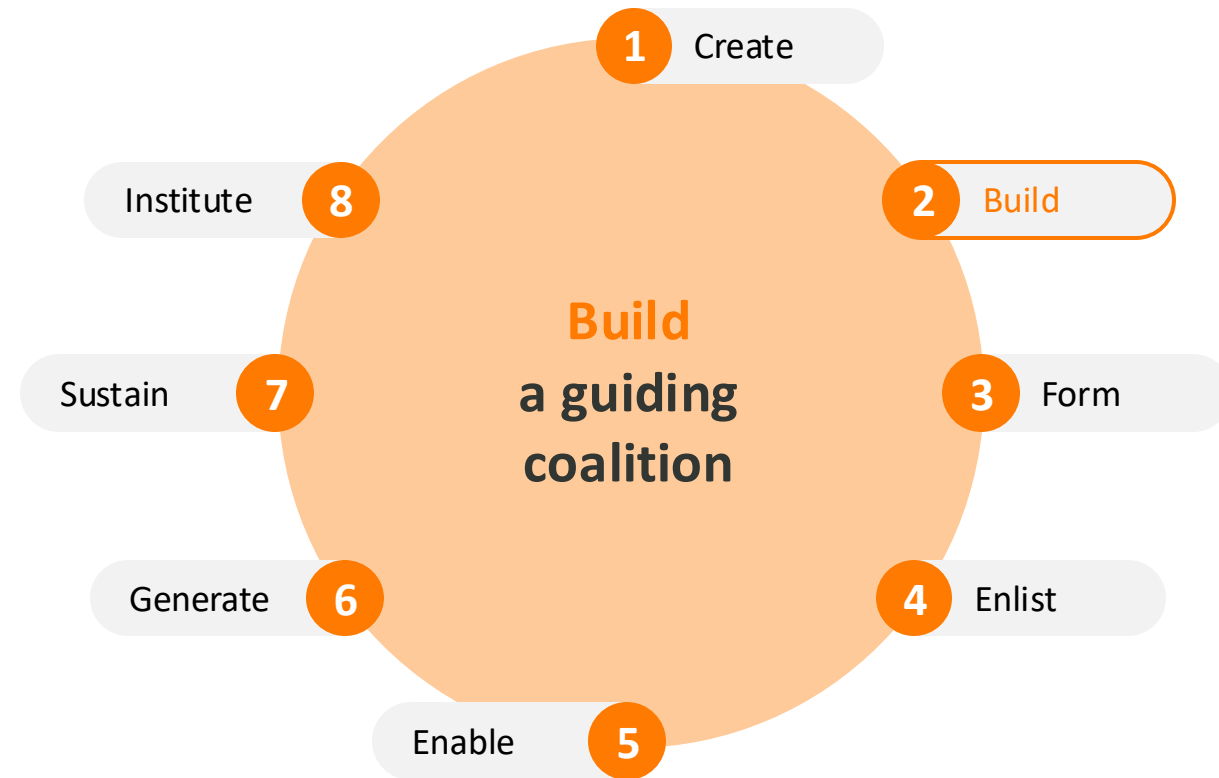 1 Create
2 Build
3 Form
4 Enlist
5 Enable
6 Generate
7 Sustain
8 Institute
Build
a guiding
coalition